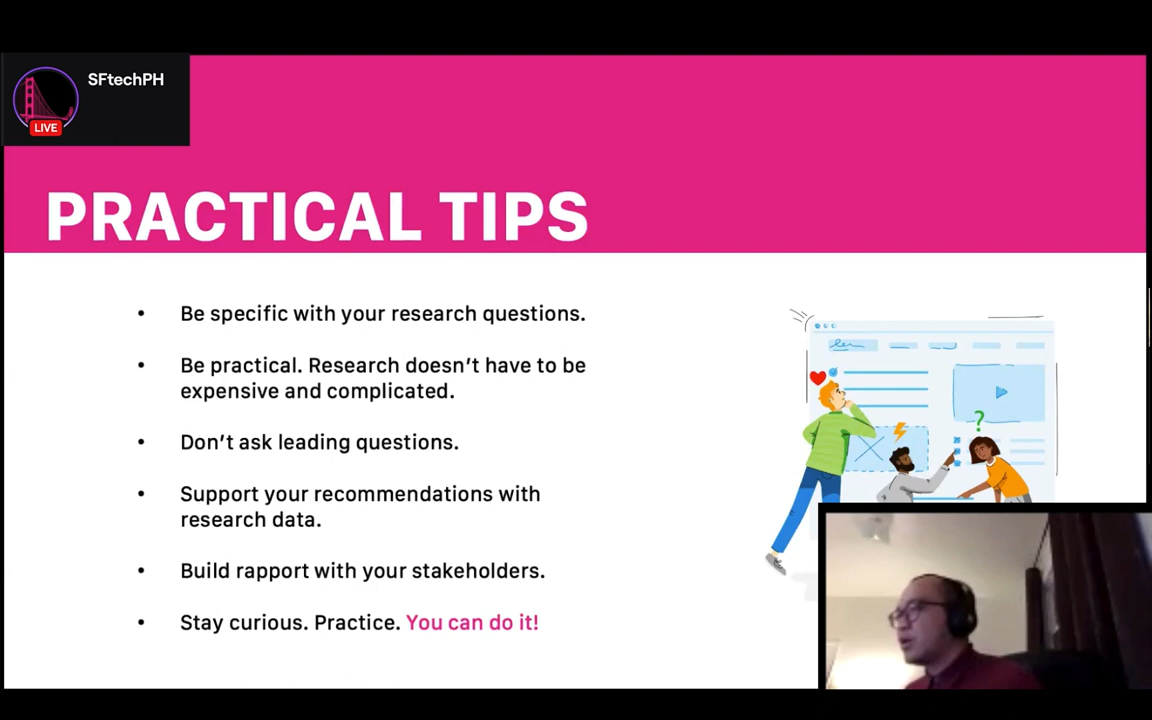 SFtechPH
LIVE
PRACTICAL TIPS
• Be specific with your research questions.
• Be practical. Research doesn't have to be
expensive and complicated.
• Don't ask leading questions.
• Support your recommendations with
research data.
• Build rapport with your stakeholders.
• Stay curious. Practice. You can do it!
?